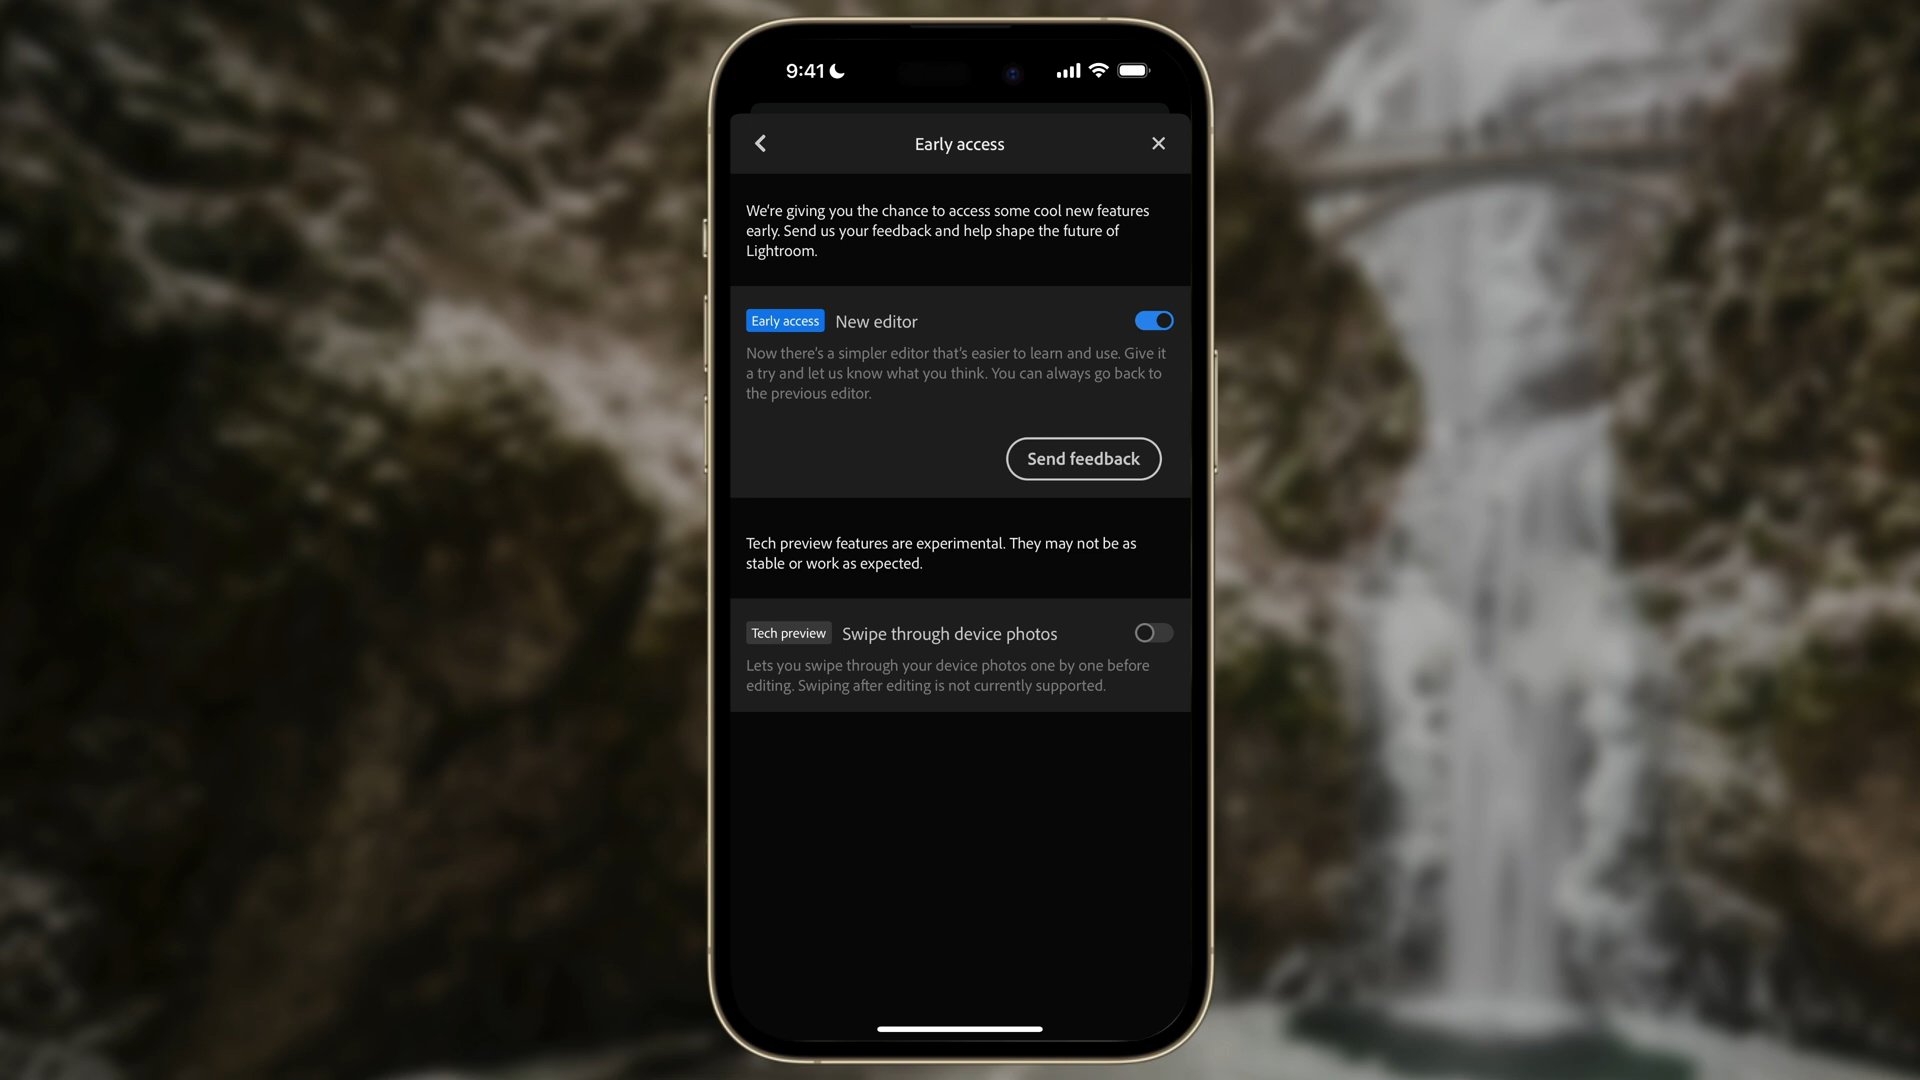 9:41
Early access
We're giving you the chance to access some cool new features
early. Send us your feedback and help shape the future of
Lightroom.
Early access New editor
Now there's a simpler editor that's easier to learn and use. Give it
a try and let us know what you think. You can always go back to
the previous editor.
Send feedback
Tech preview features are experimental. They may not be as
stable or work as expected.
Tech preview Swipe through device photos
Lets you swipe through your device photos one by one before
editing. Swiping after editing is not currently supported.